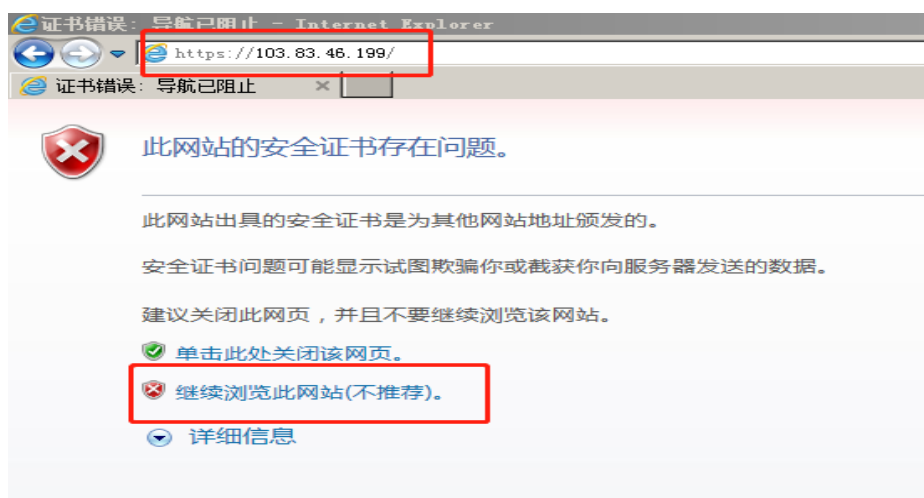 证书错误: 导航已阻止 - Internet Explorer
https://103.83.46.199/
证书错误: 导航已阻止
此网站的安全证书存在问题。
此网站出具的安全证书是为其他网站地址颁发的。
安全证书问题可能显示试图欺骗你或截获你向服务器发送的数据。
建议关闭此网页，并且不要继续浏览该网站。
单击此处关闭该网页。
继续浏览此网站(不推荐)。
详细信息